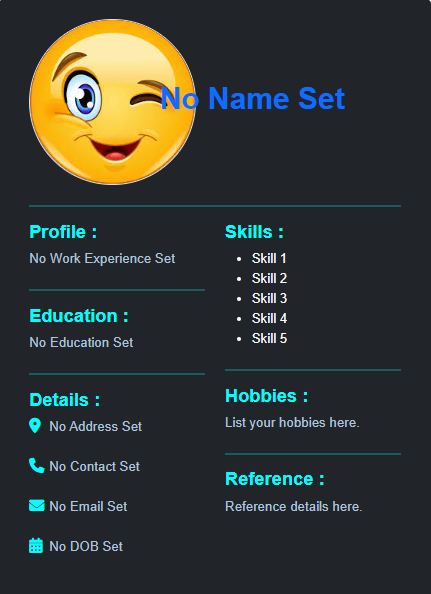 No Name Set
Profile :
No Work Experience Set
Education :
No Education Set
Details :
No Address Set
No Contact Set
No Email Set
No DOB Set
Skills :
Skill 1
Skill 2
Skill 3
Skill 4
Skill 5
Hobbies :
List your hobbies here.
Reference :
Reference details here.